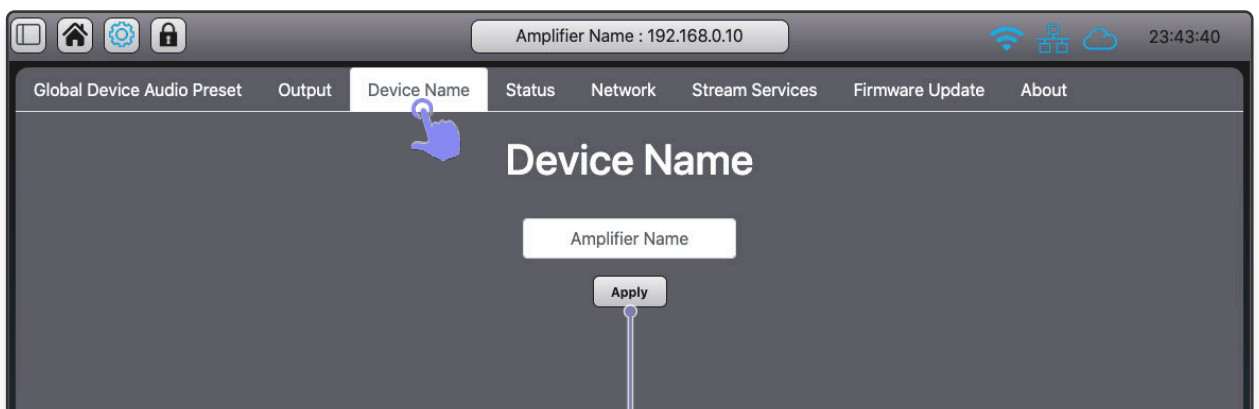 Amplifier Name : 192.168.0.10
23:43:40
Global Device Audio Preset Output Device Name Status Network Stream Services Firmware Update About
Device Name
Amplifier Name
Apply